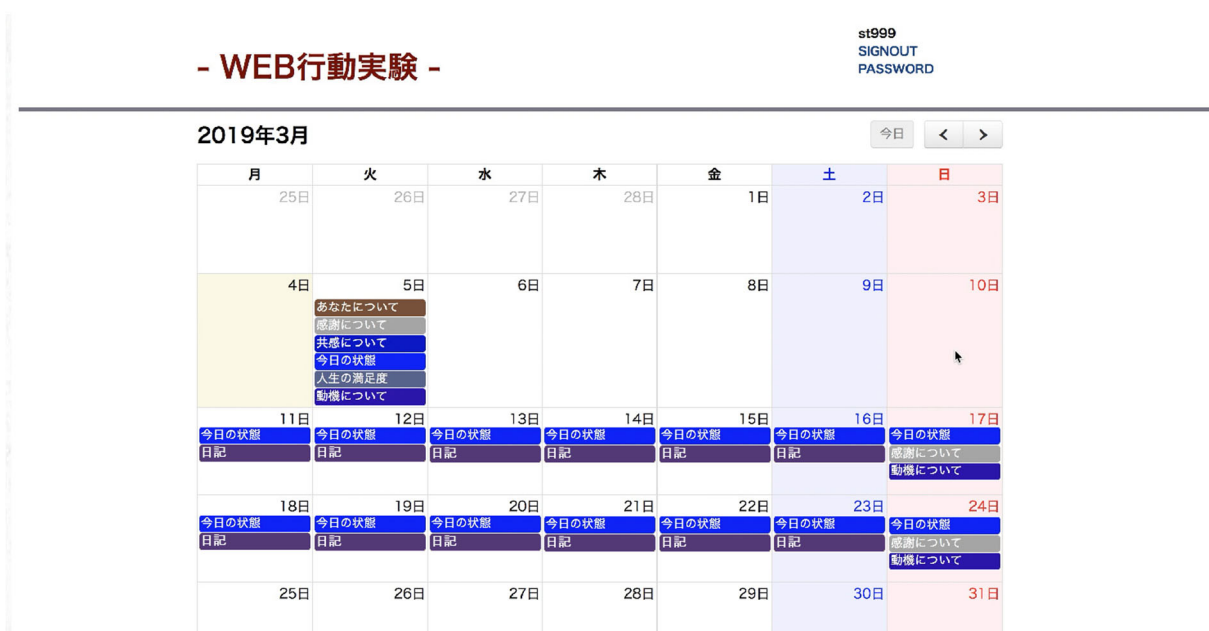 st999
SIGNOUT
PASSWORD
- WEB行動実験 -
2019年3月
今日 < >
月 火 水 木 金 土 日
25日 26日 27日 28日 1日 2日 3日
4日 5日 6日 7日 8日 9日 10日
あなたについて
感謝について
共感について
今日の状態
人生の満足度
動機について
11日 12日 13日 14日 15日 16日 17日
今日の状態 今日の状態 今日の状態 今日の状態 今日の状態 今日の状態 今日の状態
日記 日記 日記 日記 日記 日記 感謝について
動機について
18日 19日 20日 21日 22日 23日 24日
今日の状態 今日の状態 今日の状態 今日の状態 今日の状態 今日の状態 今日の状態
日記 日記 日記 日記 日記 日記 感謝について
動機について
25日 26日 27日 28日 29日 30日 31日